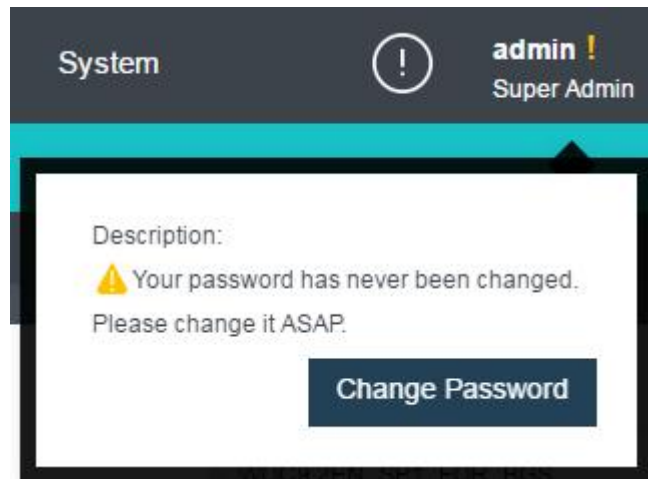 System
!
admin !
Super Admin
Description:
Your password has never been changed.
Please change it ASAP.
Change Password